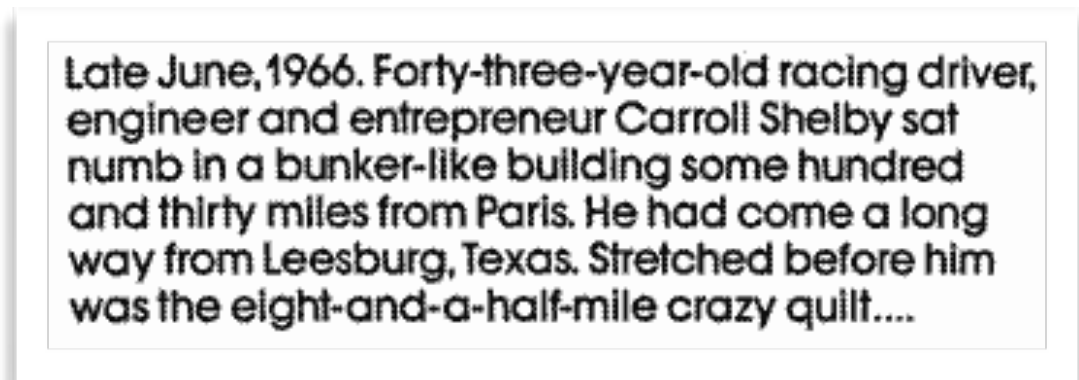 Late June, 1966. Forty-three-year-old racing driver,
engineer and entrepreneur Carroll Shelby sat
numb in a bunker-like building some hundred
and thirty miles from Paris. He had come a long
way from Leesburg, Texas. Stretched before him
was the eight-and-a-half-mile crazy quilt....